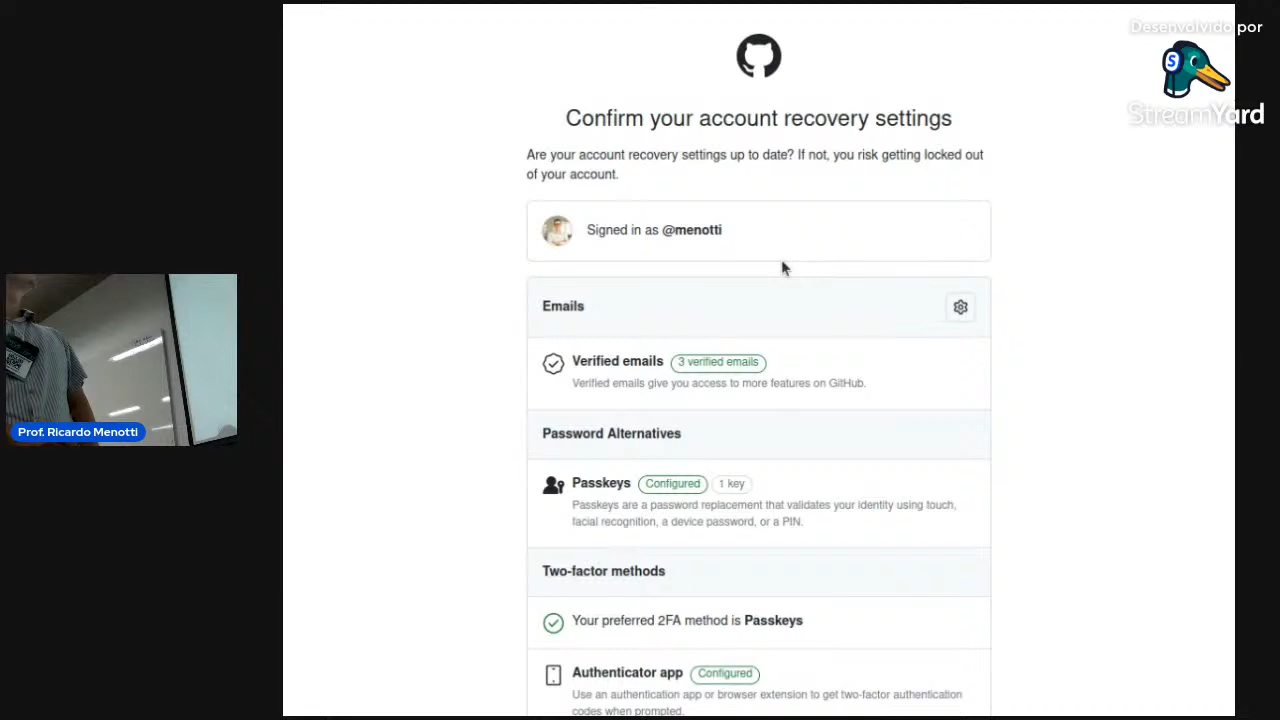 Desenvolvido por
StreamYard
Confirm your account recovery settings
Are your account recovery settings up to date? If not, you risk getting locked out
of your account.
Signed in as @menotti
Emails
Verified emails 3 verified emails
Verified emails give you access to more features on GitHub.
Password Alternatives
Passkeys Configured 1 key
Passkeys are a password replacement that validates your identity using touch,
facial recognition, a device password, or a PIN.
Two-factor methods
Your preferred 2FA method is Passkeys
Authenticator app Configured
Use an authentication app or browser extension to get two-factor authentication
codes when prompted.
Prof. Ricardo Menotti